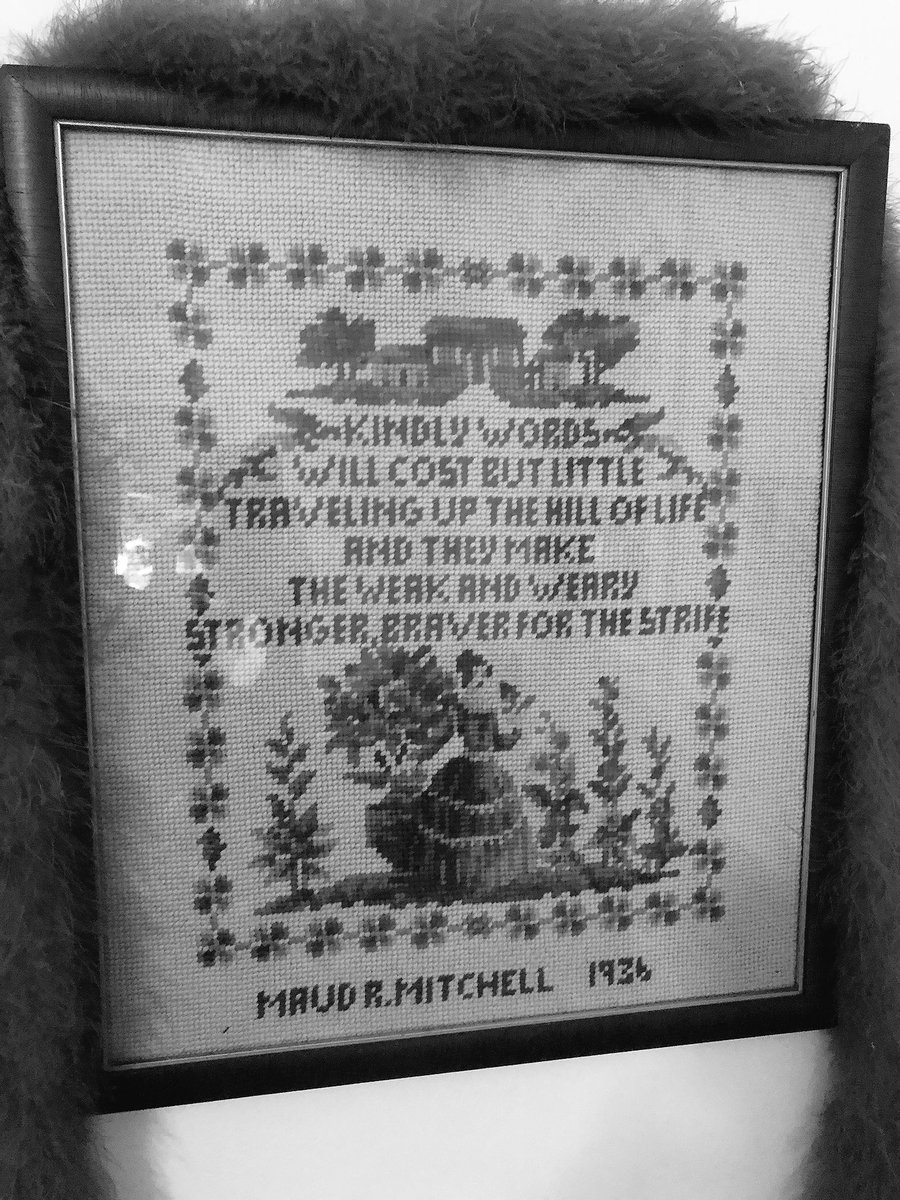 KINDLY WORDS
WILL COST BUT LITTLE
TRAVELING UP THE HILL OF LIFE
AND THEY MAKE
THE WEAK AND WEARY
STRONGER, BRAVER FOR THE STRIFE
MAUD R. MITCHELL 1936